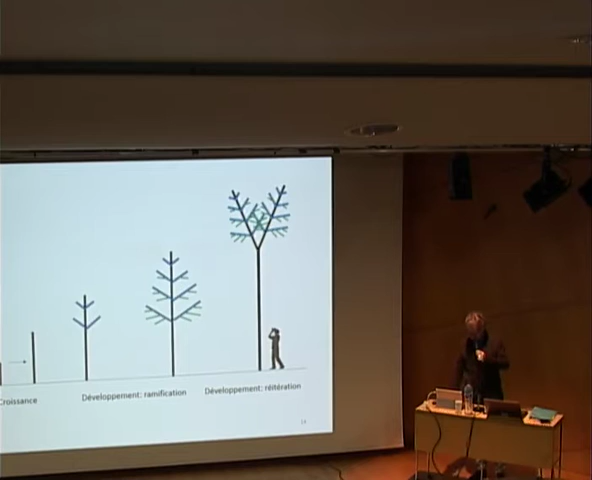 Croissance
Développement: ramification
Développement: réitération